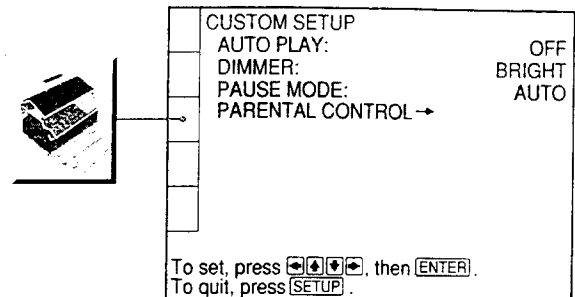 CUSTOM SETUP
AUTO PLAY: OFF
DIMMER: BRIGHT
PAUSE MODE: AUTO
PARENTAL CONTROL→
To set, press ←↑↓→, then ENTER.
To quit, press SETUP.